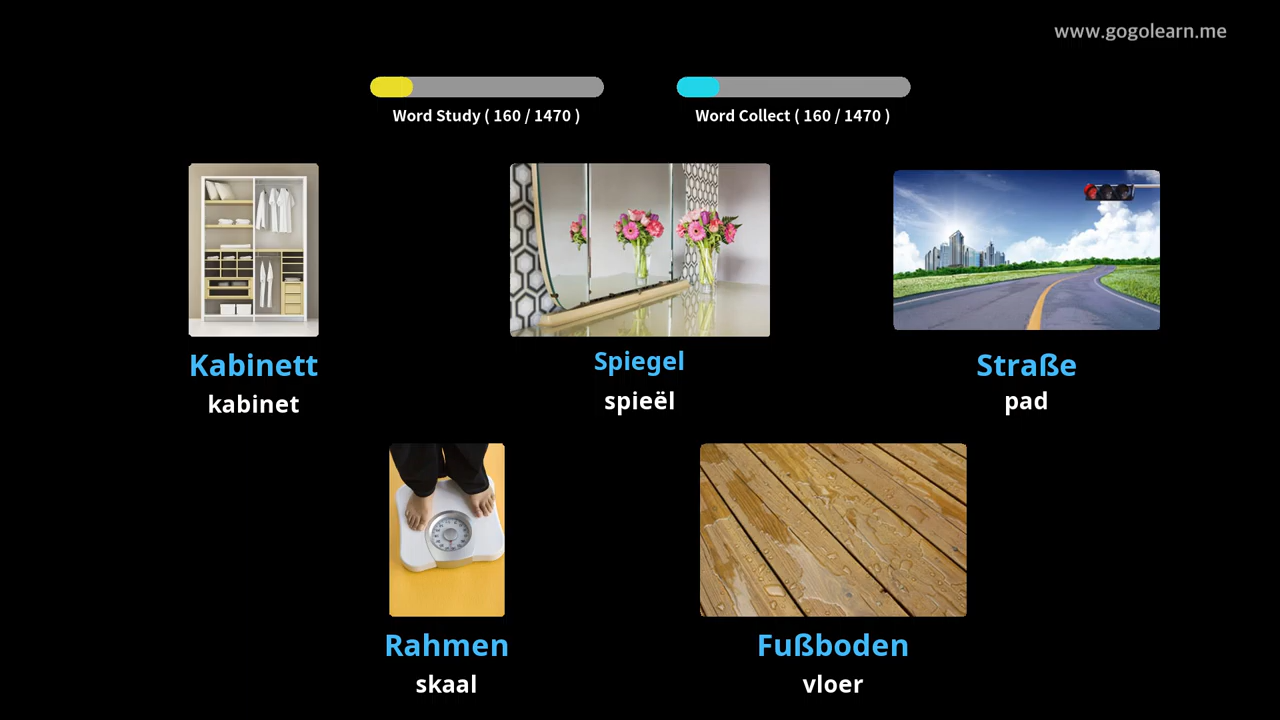 www.gogolearn.me
Word Study ( 160 / 1470 )
Word Collect ( 160 / 1470 )
Kabinett
kabinet
Spiegel
spieël
Straße
pad
Rahmen
skaal
Fußboden
vloer